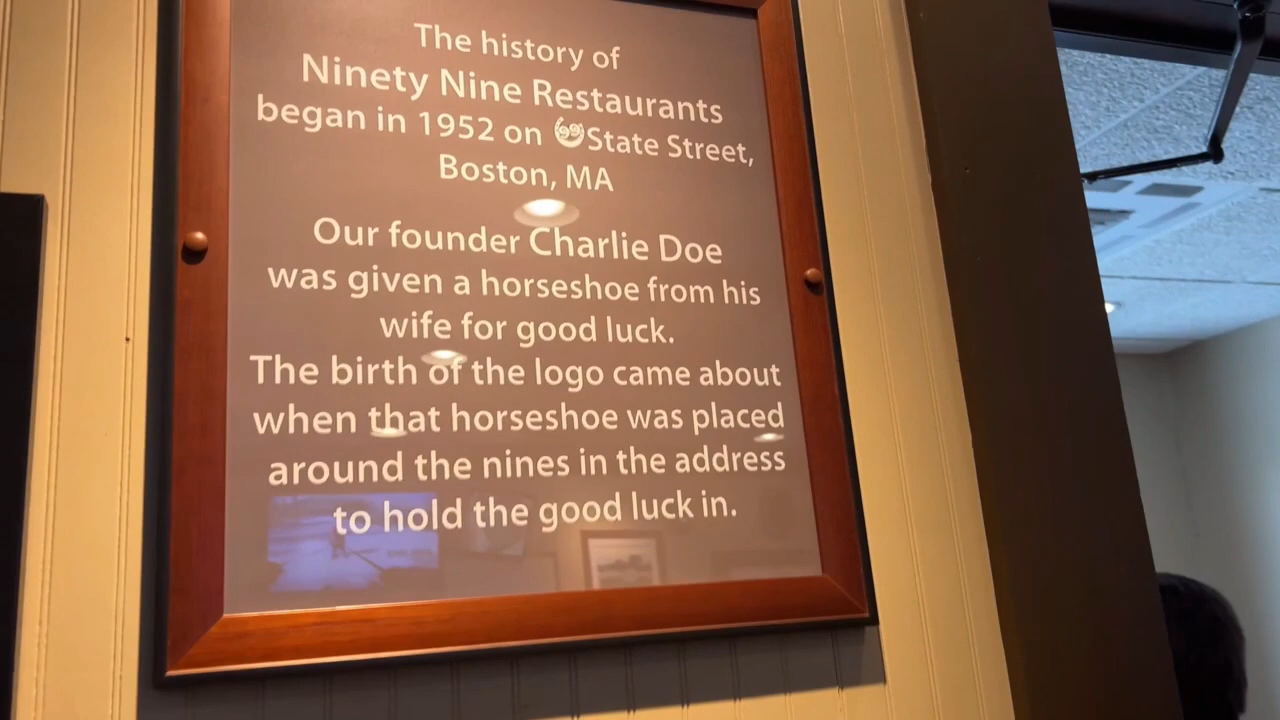 The history of
Ninety Nine Restaurants
began in 1952 on 99 State Street,
Boston, MA
Our founder Charlie Doe
was given a horseshoe from his
wife for good luck.
The birth of the logo came about
when that horseshoe was placed
around the nines in the address
to hold the good luck in.